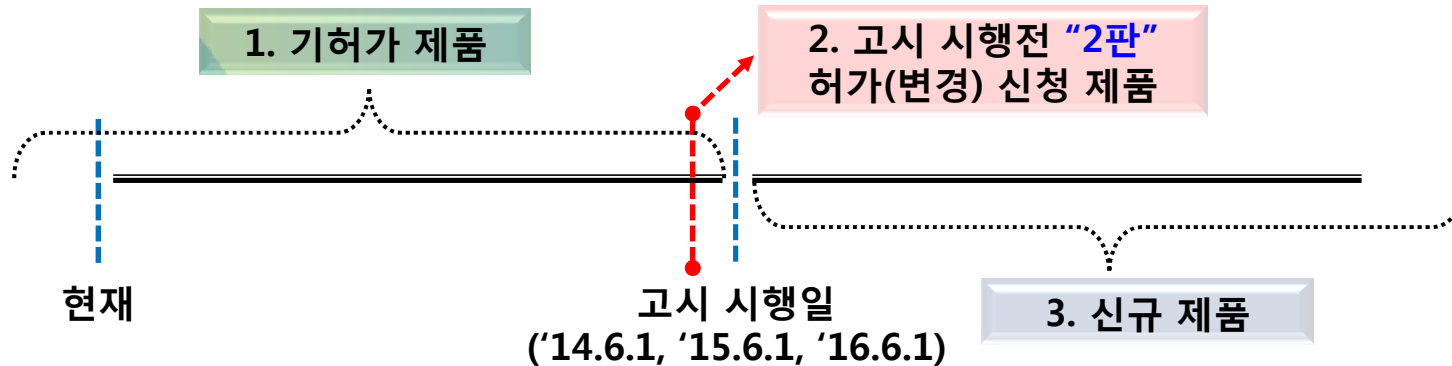 1. 기허가 제품
2. 고시 시행전 “2판”
허가(변경) 신청 제품
현재
고시 시행일
(‘14.6.1, ‘15.6.1, ‘16.6.1)
3. 신규 제품